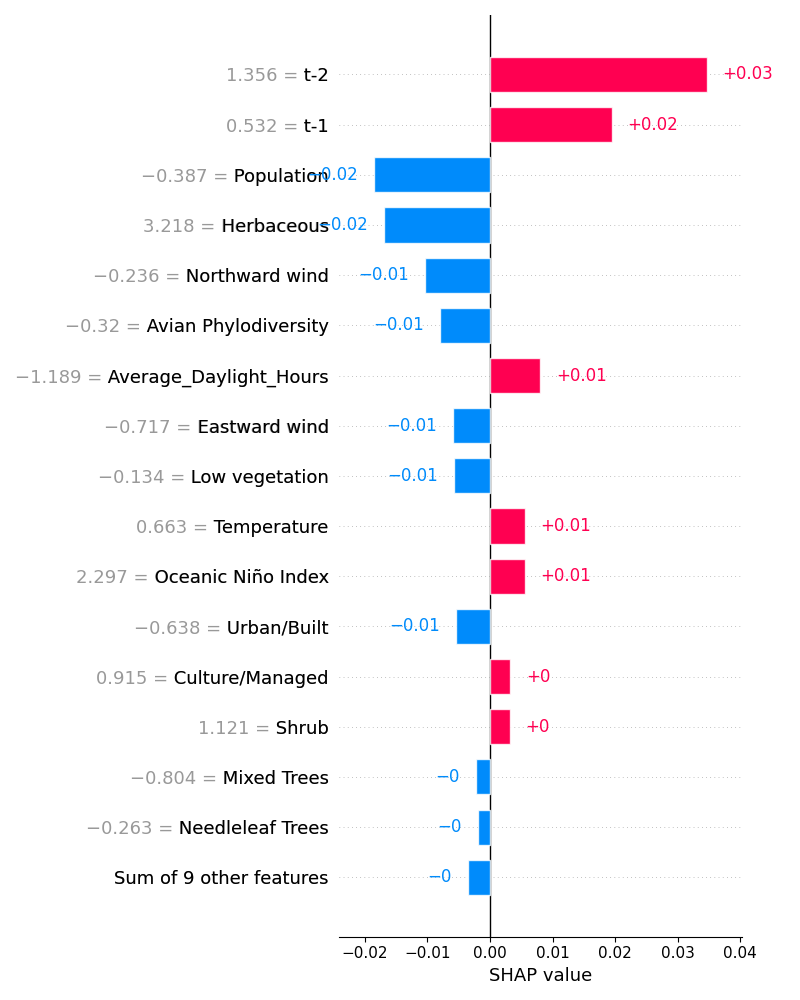 1.356 = t-2 +0.03
0.532 = t-1 +0.02
−0.387 = Population −0.02
3.218 = Herbaceous −0.02
−0.236 = Northward wind −0.01
−0.32 = Avian Phylodiversity −0.01
−1.189 = Average_Daylight_Hours +0.01
−0.717 = Eastward wind −0.01
−0.134 = Low vegetation −0.01
0.663 = Temperature +0.01
2.297 = Oceanic Niño Index +0.01
−0.638 = Urban/Built −0.01
0.915 = Culture/Managed +0
1.121 = Shrub +0
−0.804 = Mixed Trees −0
−0.263 = Needleleaf Trees −0
Sum of 9 other features −0
−0.02 −0.01 0.00 0.01 0.02 0.03 0.04
SHAP value